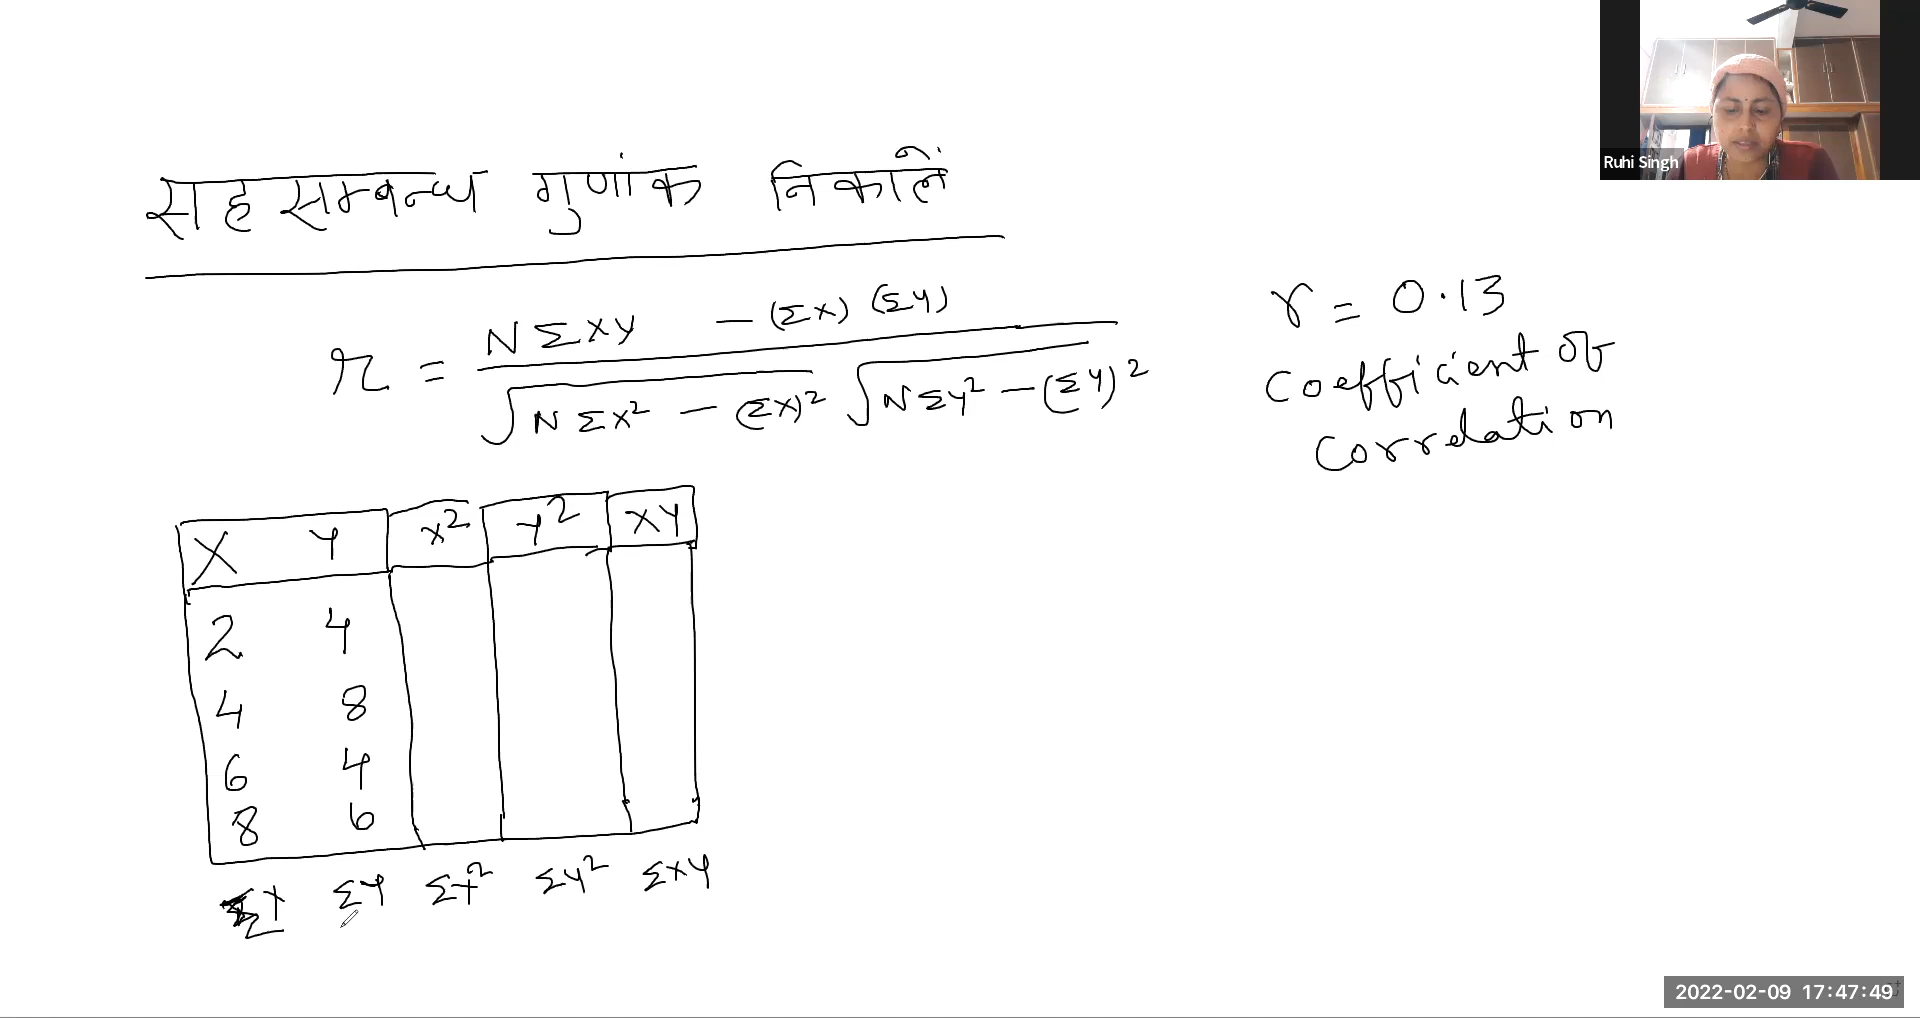 सहसम्बन्ध गुणांक निकालें
r = N ΣXY - (ΣX) (ΣY)
√NΣX² - (ΣX)² √NΣY² - (ΣY)²
r = 0.13
Coefficient of
Correlation
X Y X² Y² XY
2 4
4 8
6 4
8 6
ΣX ΣY ΣX² ΣY² ΣXY
Ruhi Singh
2022-02-09 17:47:49